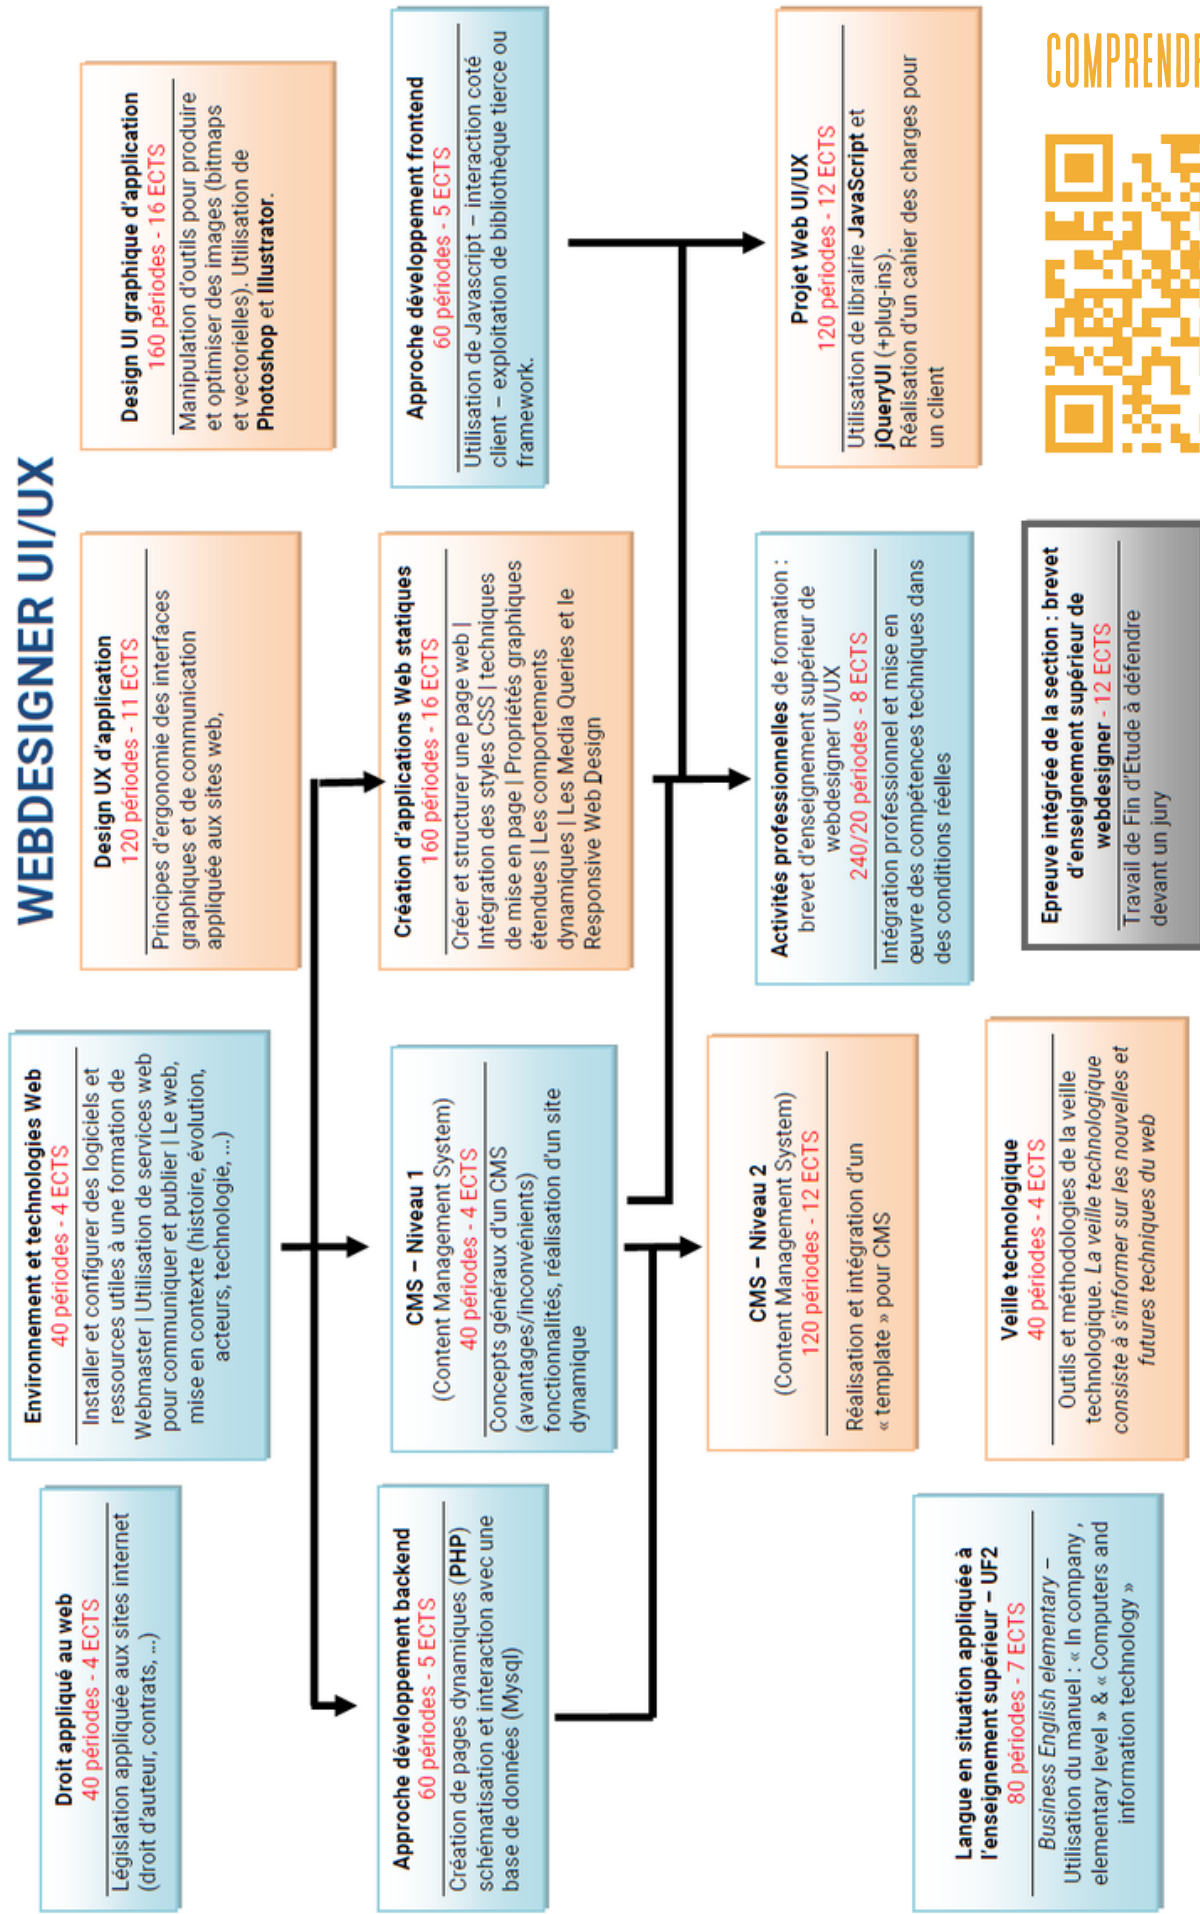 WEBDESIGNER UI/UX
Droit appliqué au web
40 périodes - 4 ECTS
Législation appliquée aux sites internet
(droit d'auteur, contrats, ...)
Environnement et technologies Web
40 périodes - 4 ECTS
Installer et configurer des logiciels et
ressources utiles à une formation de
Webmaster | Utilisation de services web
pour communiquer et publier | Le web,
mise en contexte (histoire, évolution,
acteurs, technologie, ...)
Design UX d'application
120 périodes - 11 ECTS
Principes d'ergonomie des interfaces
graphiques et de communication
appliquée aux sites web,
Design UI graphique d'application
160 périodes - 16 ECTS
Manipulation d'outils pour produire
et optimiser des images (bitmaps
et vectorielles). Utilisation de
Photoshop et Illustrator.
Approche développement backend
60 périodes - 5 ECTS
Création de pages dynamiques (PHP)
schématisation et interaction avec une
base de données (Mysql)
CMS – Niveau 1
(Content Management System)
40 périodes - 4 ECTS
Concepts généraux d'un CMS
(avantages/inconvénients)
fonctionnalités, réalisation d'un site
dynamique
Création d'applications Web statiques
160 périodes - 16 ECTS
Créer et structurer une page web |
Intégration des styles CSS | techniques
de mise en page | Propriétés graphiques
étendues | Les comportements
dynamiques | Les Media Queries et le
Responsive Web Design
Approche développement frontend
60 périodes - 5 ECTS
Utilisation de Javascript – interaction coté
client – exploitation de bibliothèque tierce ou
framework.
CMS – Niveau 2
(Content Management System)
120 périodes - 12 ECTS
Réalisation et intégration d'un
« template » pour CMS
Activités professionnelles de formation :
brevet d'enseignement supérieur de
webdesigner UI/UX
240/20 périodes - 8 ECTS
Intégration professionnel et mise en
œuvre des compétences techniques dans
des conditions réelles
Projet Web UI/UX
120 périodes - 12 ECTS
Utilisation de librairie JavaScript et
jQueryUI (+plug-ins).
Réalisation d'un cahier des charges pour
un client
Langue en situation appliquée à
l'enseignement supérieur – UF2
80 périodes - 7 ECTS
Business English elementary –
Utilisation du manuel : « In company ,
elementary level » & « Computers and
information technology »
Veille technologique
40 périodes - 4 ECTS
Outils et méthodologies de la veille
technologique. La veille technologique
consiste à s'informer sur les nouvelles et
futures techniques du web
Epreuve intégrée de la section : brevet
d'enseignement supérieur de
webdesigner - 12 ECTS
Travail de Fin d'Etude à défendre
devant un jury
COMPREND